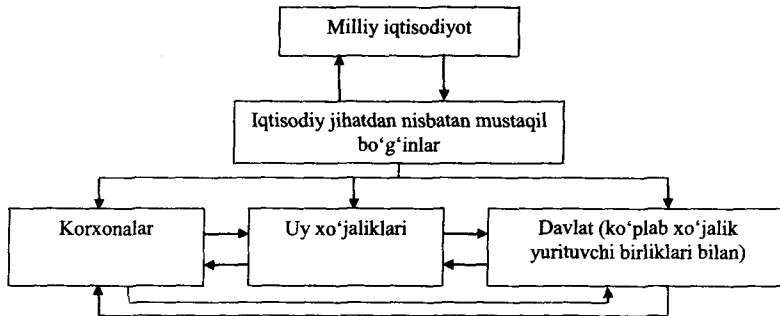 Milliy iqtisodiyot
Iqtisodiy jihatdan nisbatan mustaqil
bo‘g‘inlar
Korxonalar
Uy xo‘jaliklari
Davlat (ko‘plab xo‘jalik
yurituvchi birliklari bilan)